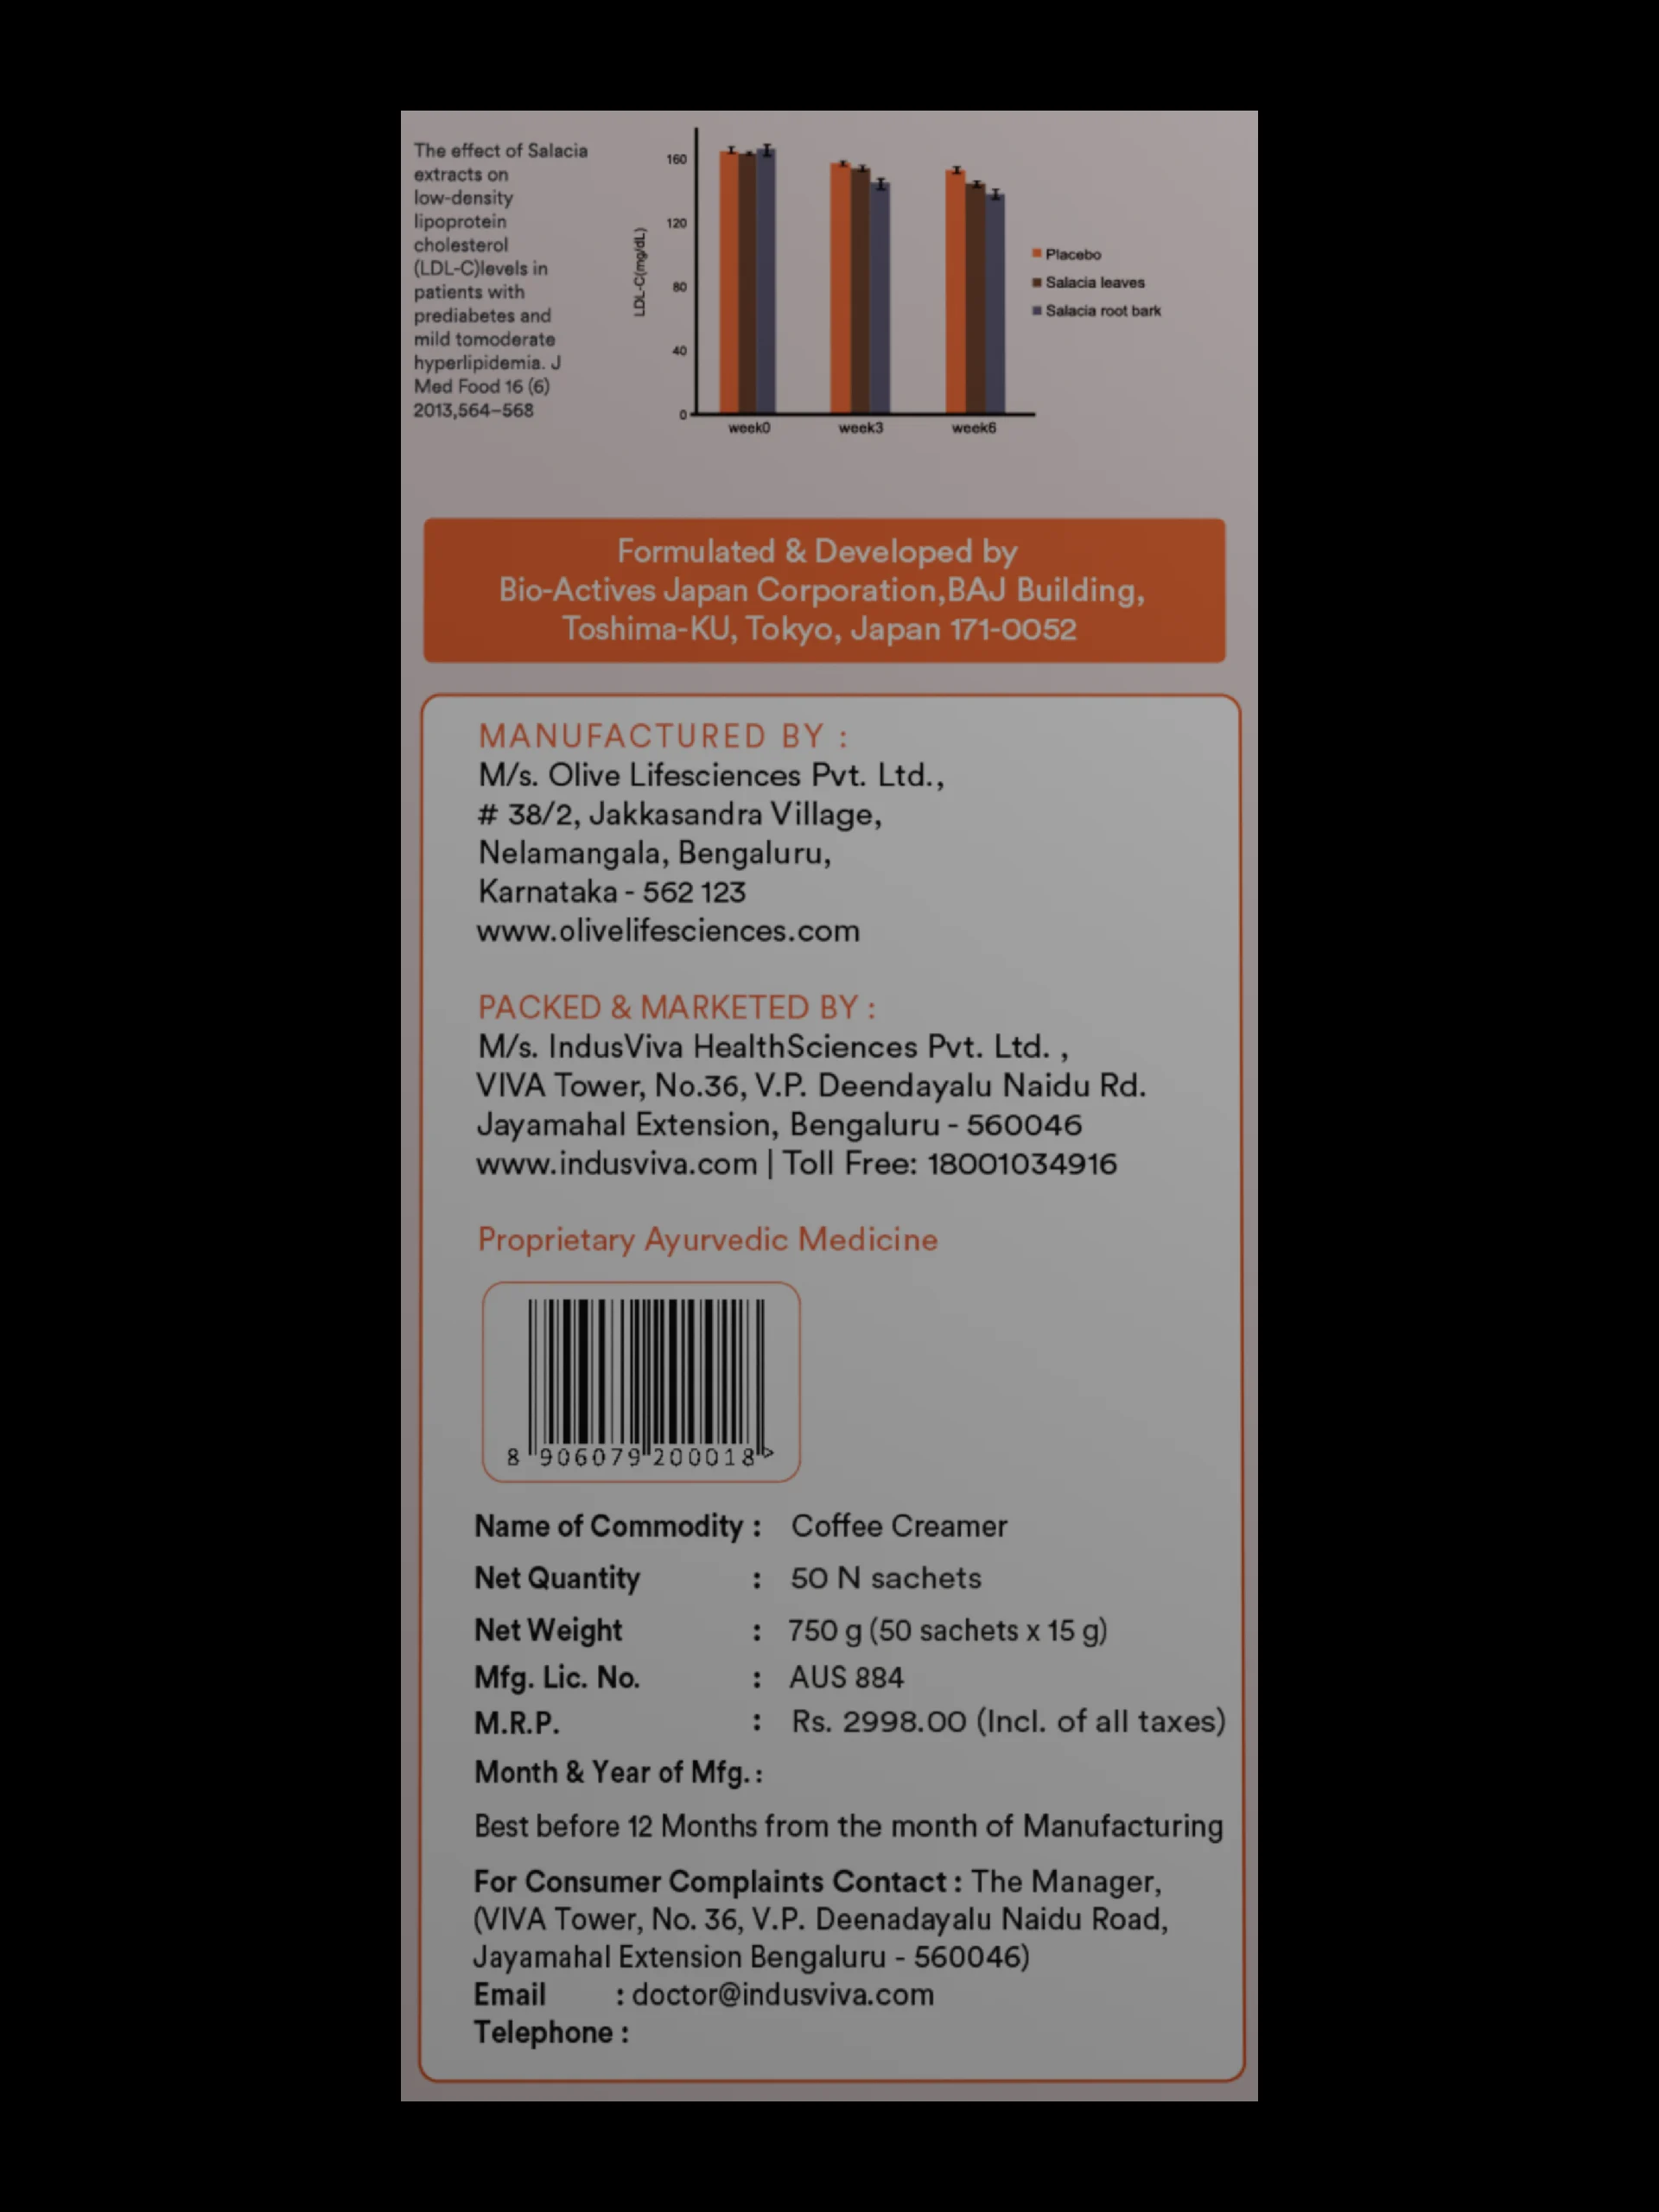 The effect of Salacia
extracts on
low-density
lipoprotein
cholesterol
(LDL-C)levels in
patients with
prediabetes and
mild tomoderate
hyperlipidemia. J
Med Food 16 (6)
2013,564–568
LDL-C(mg/dL)
160
120
80
40
0
week0 week3 week6
Placebo
Salacia leaves
Salacia root bark
Formulated & Developed by
Bio-Actives Japan Corporation,BAJ Building,
Toshima-KU, Tokyo, Japan 171-0052
MANUFACTURED BY :
M/s. Olive Lifesciences Pvt. Ltd.,
# 38/2, Jakkasandra Village,
Nelamangala, Bengaluru,
Karnataka - 562 123
www.olivelifesciences.com
PACKED & MARKETED BY :
M/s. IndusViva HealthSciences Pvt. Ltd. ,
VIVA Tower, No.36, V.P. Deendayalu Naidu Rd.
Jayamahal Extension, Bengaluru - 560046
www.indusviva.com | Toll Free: 18001034916
Proprietary Ayurvedic Medicine
8 906079 200018 >
Name of Commodity : Coffee Creamer
Net Quantity : 50 N sachets
Net Weight : 750 g (50 sachets x 15 g)
Mfg. Lic. No. : AUS 884
M.R.P. : Rs. 2998.00 (Incl. of all taxes)
Month & Year of Mfg. :
Best before 12 Months from the month of Manufacturing
For Consumer Complaints Contact : The Manager,
(VIVA Tower, No. 36, V.P. Deenadayalu Naidu Road,
Jayamahal Extension Bengaluru - 560046)
Email : doctor@indusviva.com
Telephone :